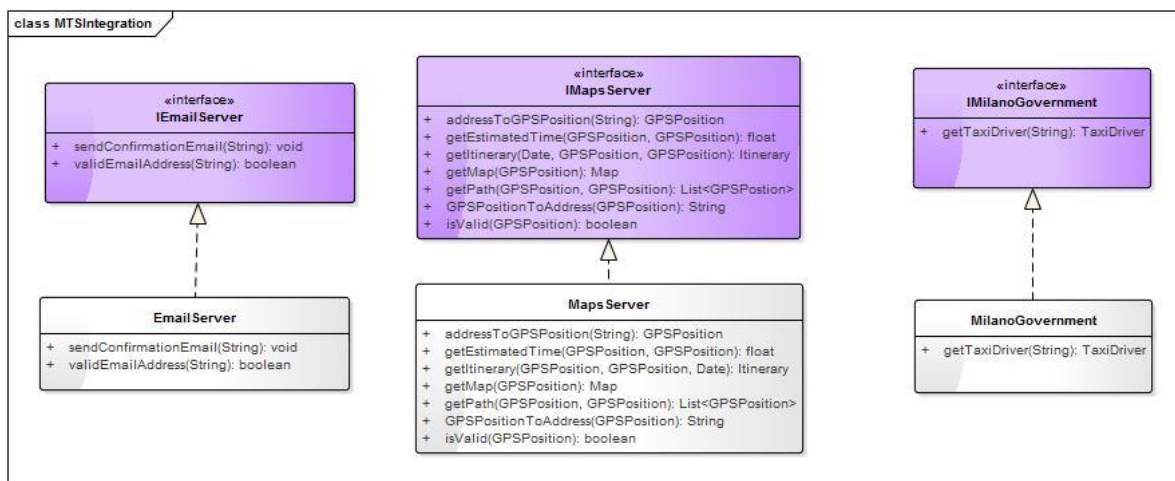 class MTSIntegration
«interface»
IEmailServer
+ sendConfirmationEmail(String): void
+ validEmailAddress(String): boolean
«interface»
IMapsServer
+ addressToGPSPosition(String): GPSPosition
+ getEstimatedTime(GPSPosition, GPSPosition): float
+ getItinerary(Date, GPSPosition, GPSPosition): Itinerary
+ getMap(GPSPosition): Map
+ getPath(GPSPosition, GPSPosition): List<GPSPostion>
+ GPSPositionToAddress(GPSPosition): String
+ isValid(GPSPosition): boolean
«interface»
IMilanoGovernment
+ getTaxiDriver(String): TaxiDriver
EmailServer
+ sendConfirmationEmail(String): void
+ validEmailAddress(String): boolean
MapsServer
+ addressToGPSPosition(String): GPSPosition
+ getEstimatedTime(GPSPosition, GPSPosition): float
+ getItinerary(GPSPosition, GPSPosition, Date): Itinerary
+ getMap(GPSPosition): Map
+ getPath(GPSPosition, GPSPosition): List<GPSPosition>
+ GPSPositionToAddress(GPSPosition): String
+ isValid(GPSPosition): boolean
MilanoGovernment
+ getTaxiDriver(String): TaxiDriver